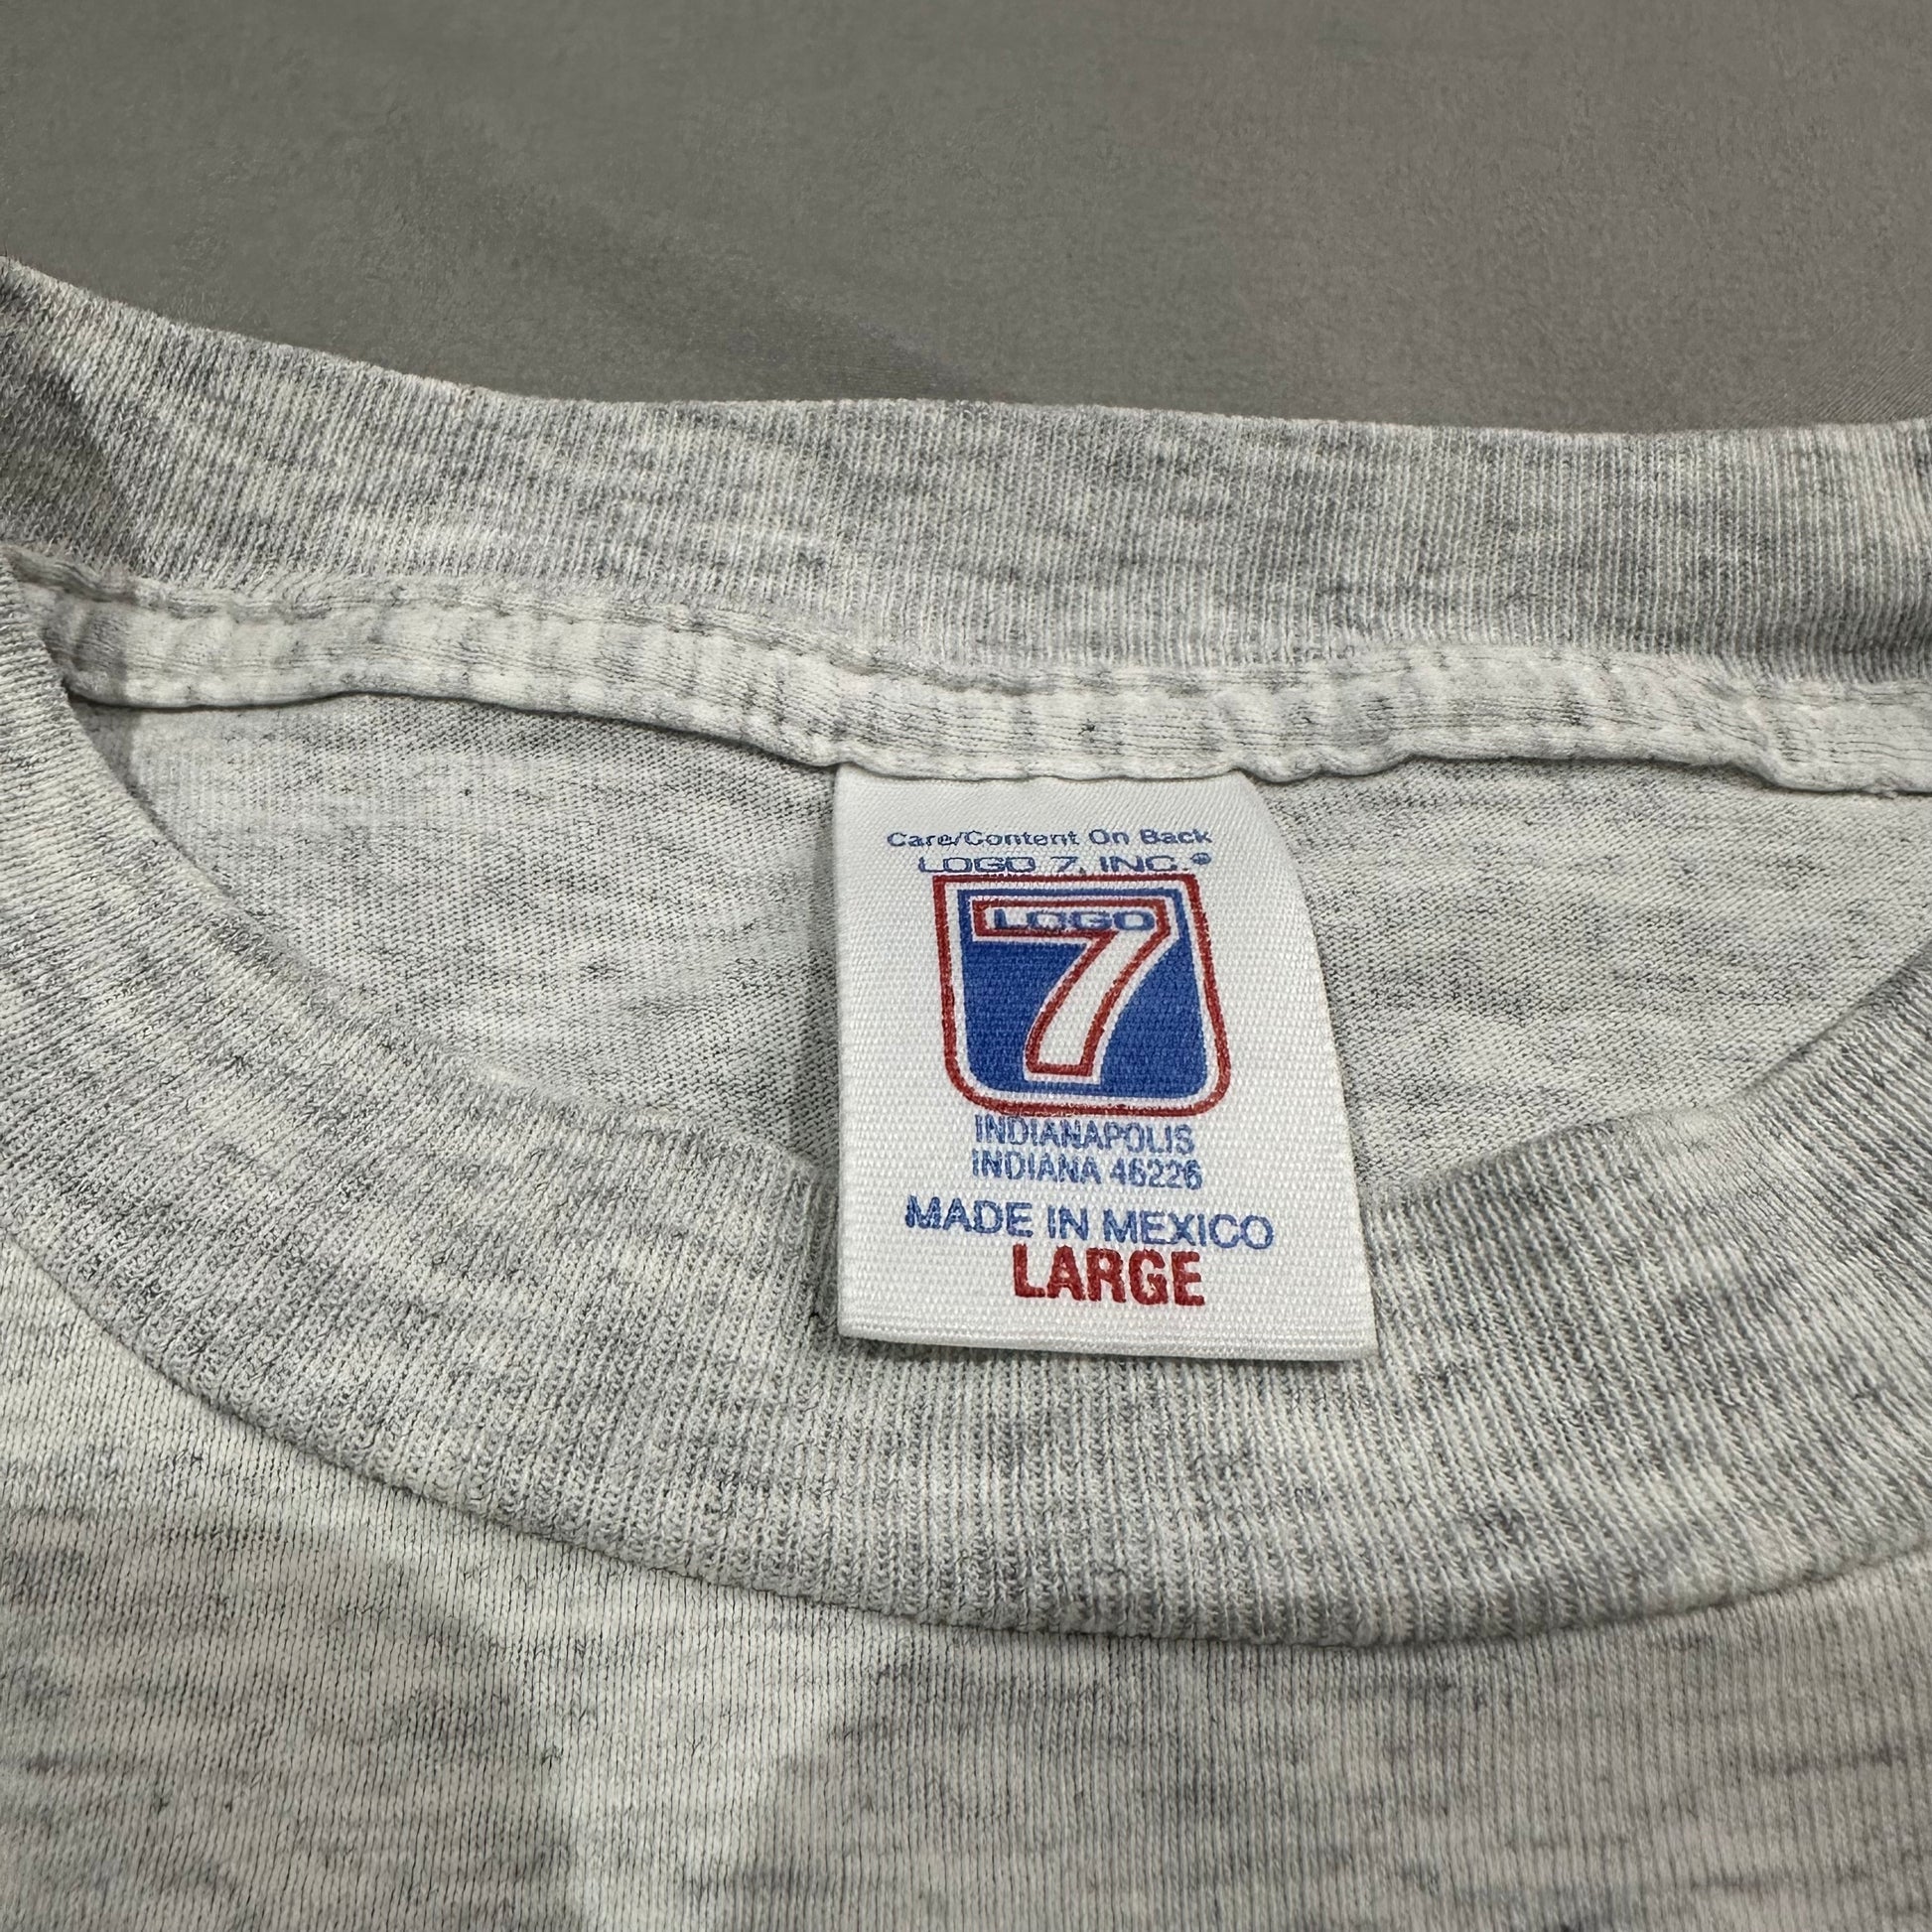 Care/Content On Back
LOGO 7, INC.®
LOGO
7
INDIANAPOLIS
INDIANA 46226
MADE IN MEXICO
LARGE